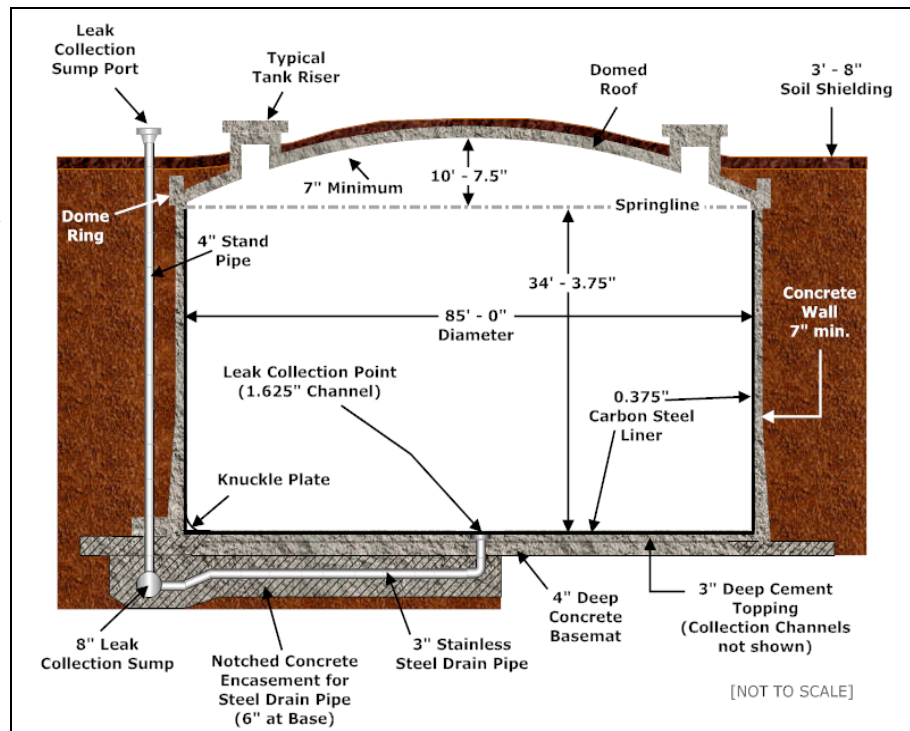 Leak
Collection
Sump Port
Typical
Tank Riser
Domed
Roof
3' - 8"
Soil Shielding
7" Minimum
10' - 7.5"
Springline
Dome
Ring
4" Stand
Pipe
34' - 3.75"
85' - 0"
Diameter
Concrete
Wall
7" min.
Leak Collection Point
(1.625" Channel)
0.375"
Carbon Steel
Liner
Knuckle Plate
8" Leak
Collection Sump
Notched Concrete
Encasement for
Steel Drain Pipe
(6" at Base)
3" Stainless
Steel Drain Pipe
4" Deep
Concrete
Basemat
3" Deep Cement
Topping
(Collection Channels
not shown)
[NOT TO SCALE]